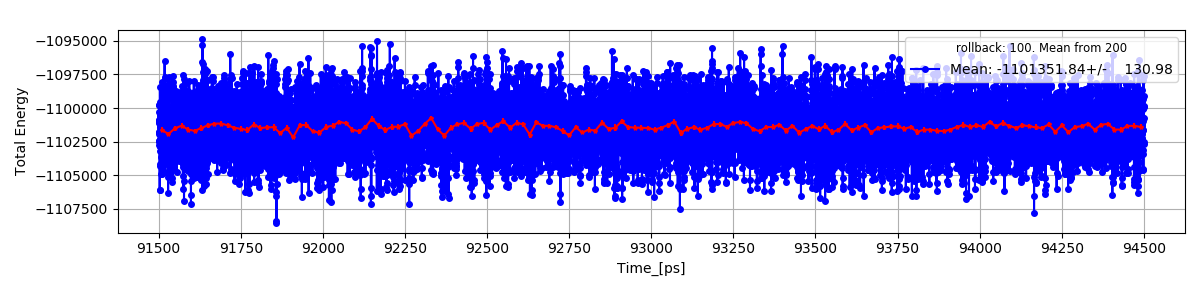 rollback: 100. Mean from 200
Mean: -1101351.84+/-    130.98
Total Energy
−1095000
−1097500
−1100000
−1102500
−1105000
−1107500
91500 91750 92000 92250 92500 92750 93000 93250 93500 93750 94000 94250 94500
Time_[ps]